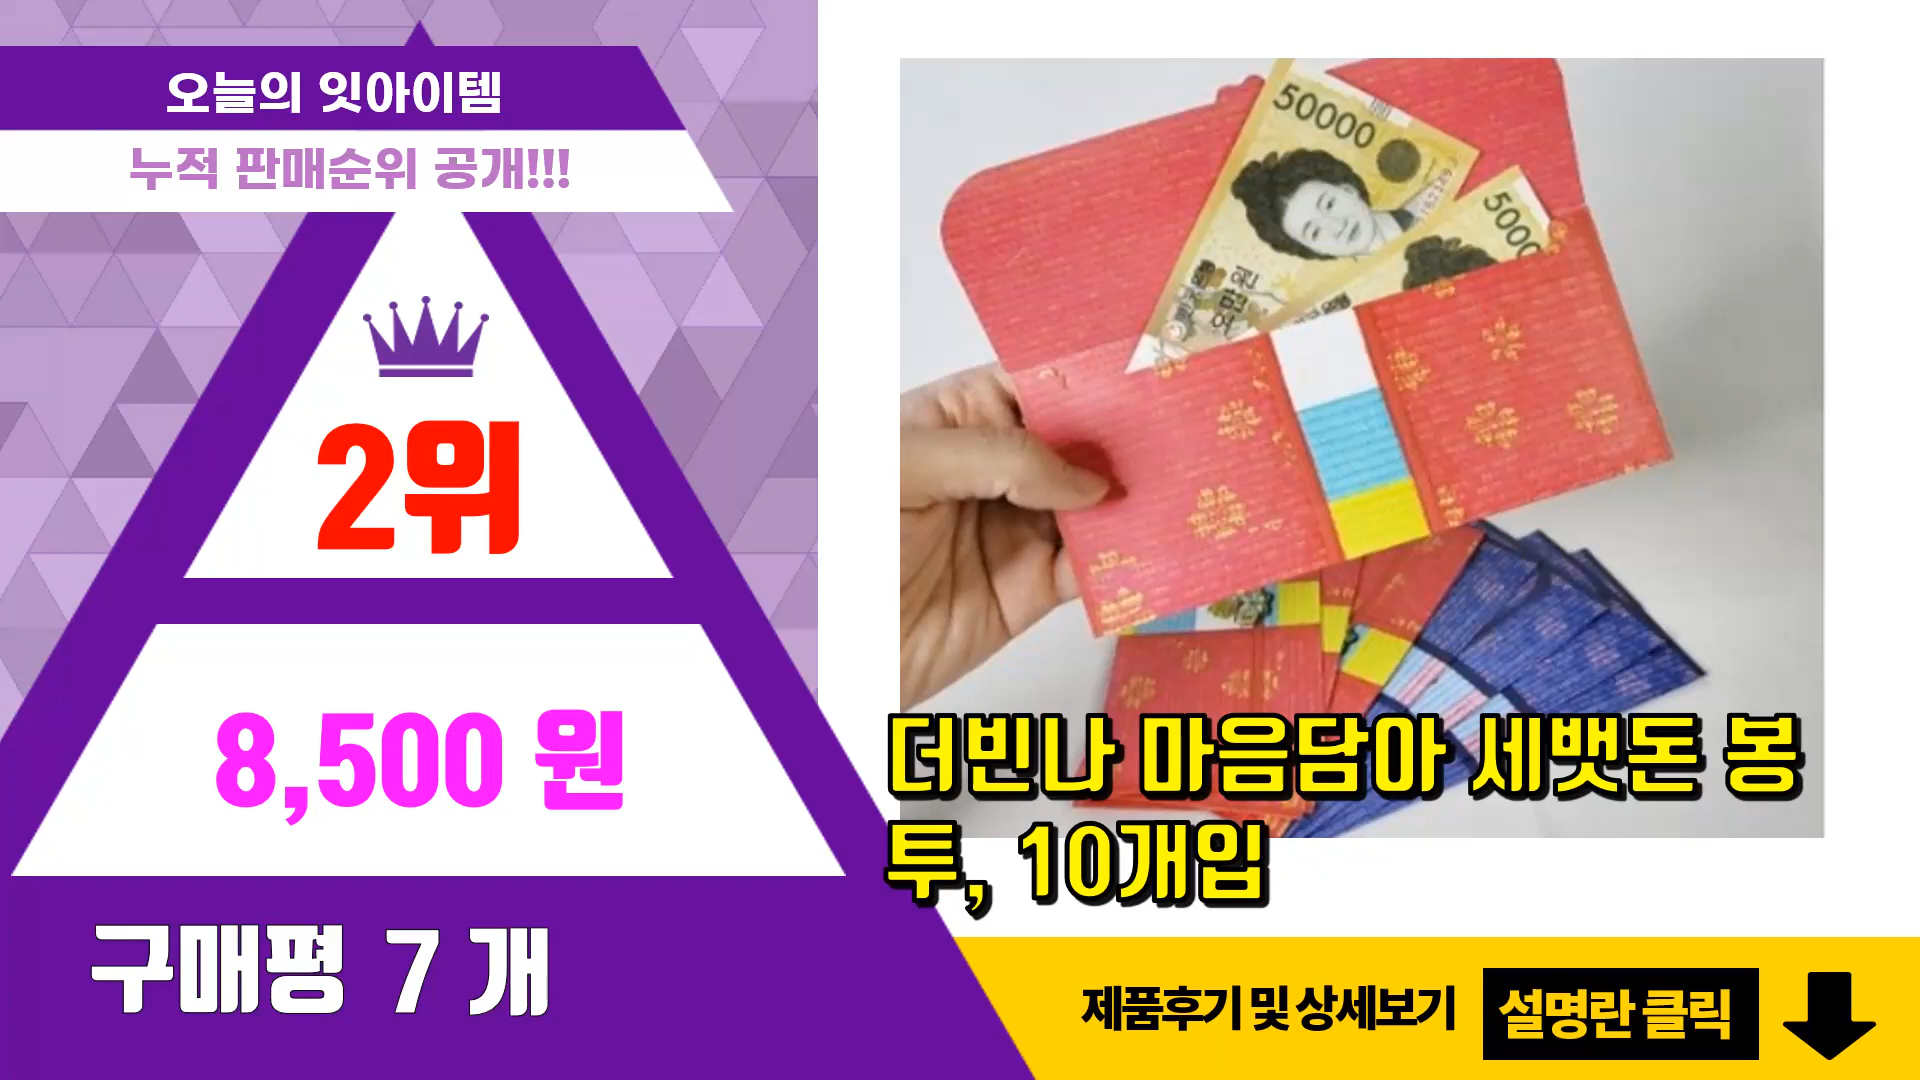 오늘의 잇아이템
누적 판매순위 공개!!!
2위
8,500 원
구매평 7 개
50000
5000
더빈나 마음담아 세뱃돈 봉
투, 10개입
제품후기 및 상세보기
설명란 클릭